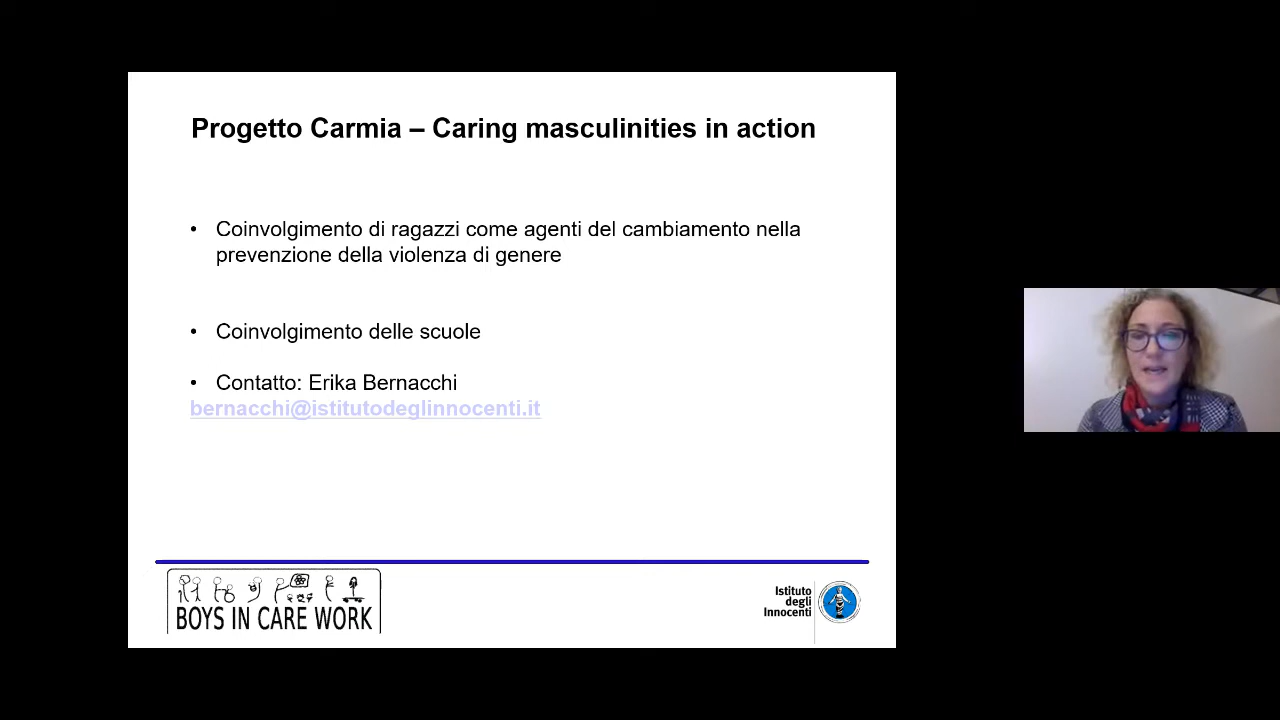 Progetto Carmia – Caring masculinities in action
• Coinvolgimento di ragazzi come agenti del cambiamento nella
prevenzione della violenza di genere
• Coinvolgimento delle scuole
• Contatto: Erika Bernacchi
bernacchi@istitutodeglinnocenti.it
BOYS IN CARE WORK
Istituto
degli
Innocenti